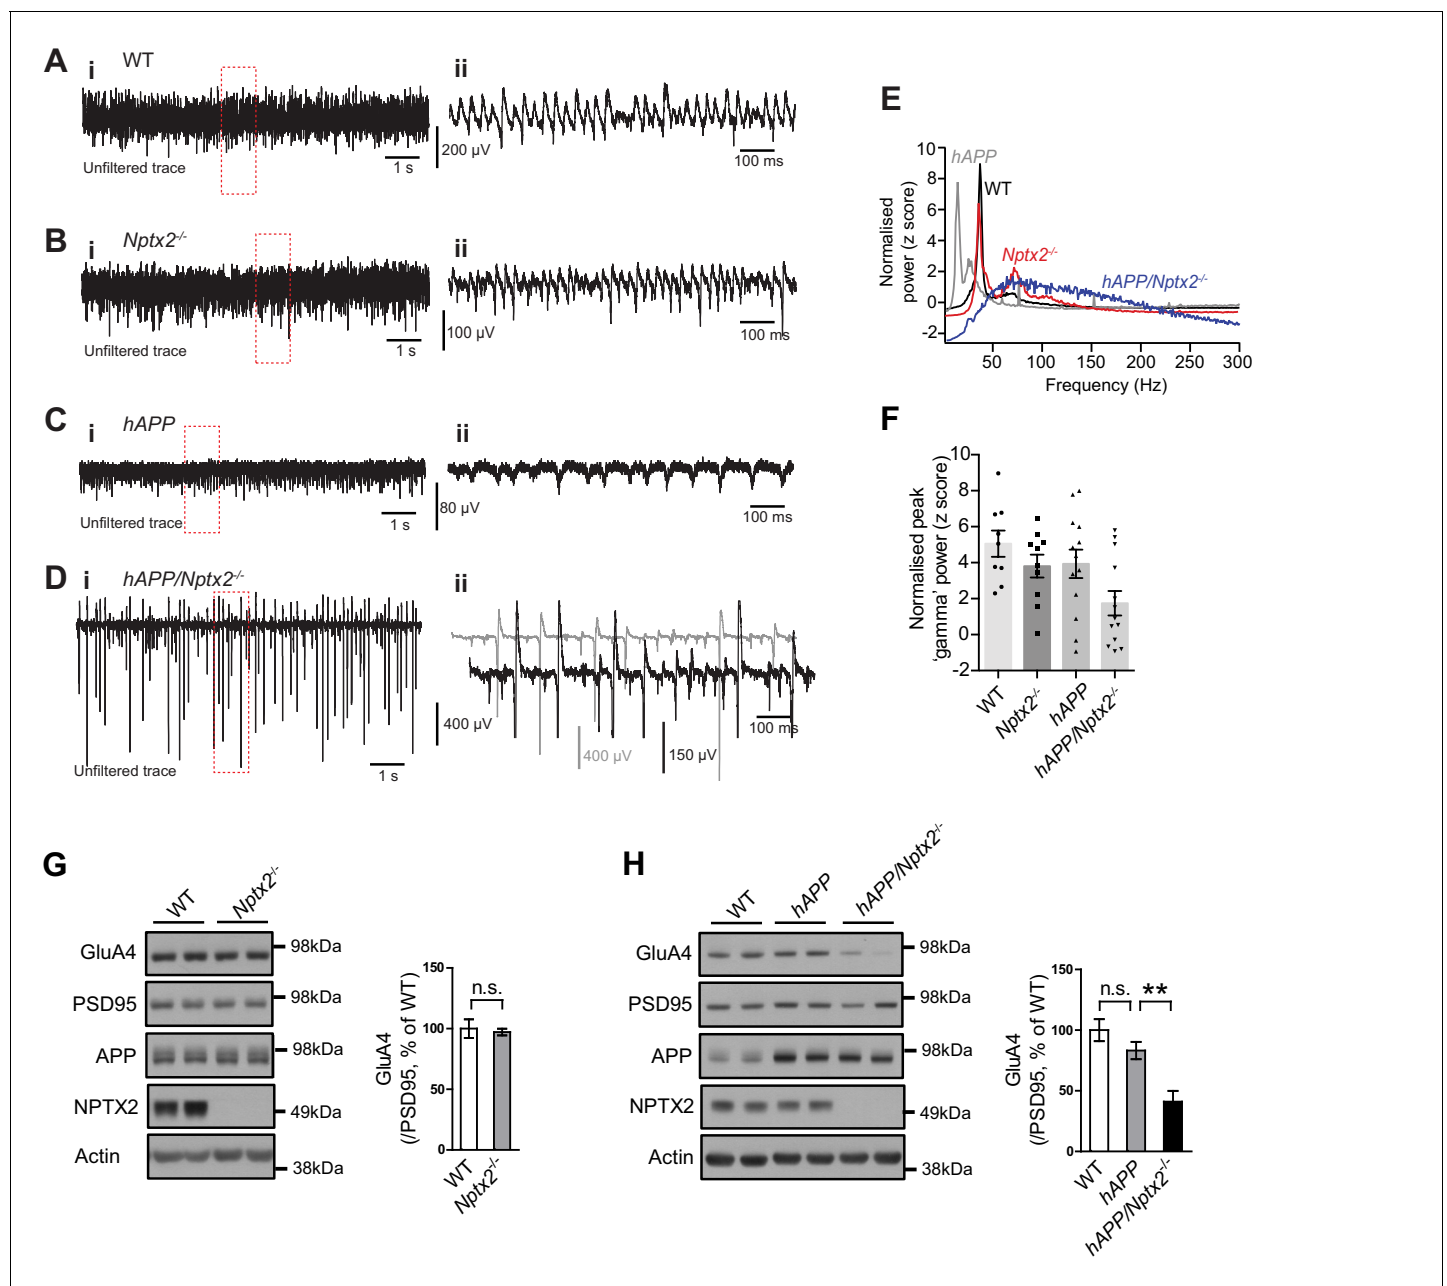 A
i WT
ii
Unfiltered trace
1 s
200 µV
100 ms
B
i Nptx2-/-
ii
Unfiltered trace
1 s
100 µV
100 ms
C
i hAPP
ii
Unfiltered trace
1 s
80 µV
100 ms
D
i hAPP/Nptx2-/-
ii
Unfiltered trace
1 s
400 µV
400 µV
150 µV
100 ms
E
Normalised
power (z score)
10
8
6
4
2
0
-2
hAPP
WT
Nptx2-/-
hAPP/Nptx2-/-
50 100 150 200 250 300
Frequency (Hz)
F
Normalised peak
‘gamma’ power (z score)
10
8
6
4
2
0
-2
WT
Nptx2-/-
hAPP
hAPP/Nptx2-/-
G
WT Nptx2-/-
GluA4 98kDa
PSD95 98kDa
APP 98kDa
NPTX2 49kDa
Actin 38kDa
GluA4
(/PSD95, % of WT)
150
100
50
0
n.s.
WT
Nptx2-/-
H
WT hAPP hAPP/Nptx2-/-
GluA4 98kDa
PSD95 98kDa
APP 98kDa
NPTX2 49kDa
Actin 38kDa
GluA4
(/PSD95, % of WT)
150
100
50
0
n.s. **
WT
hAPP
hAPP/Nptx2-/-